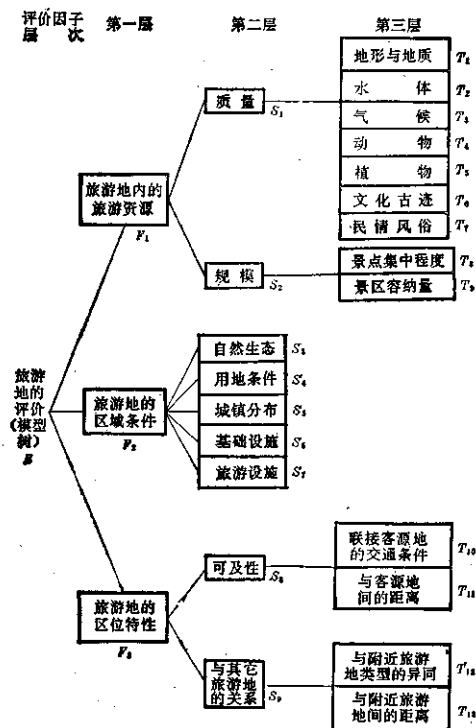 评价因子
层 次 第一层 第二层 第三层
地形与地质 T₁
质量 S₁ 水 体 T₂
气 候 T₃
动 物 T₄
植 物 T₅
旅游地内的
旅游资源
F₁
文化古迹 T₆
民情风俗 T₇
规模 S₂ 景点集中程度 T₈
景区容纳量 T₉
旅游
地的
评价
(模型
树)
E
自然生态 S₃
用地条件 S₄
旅游地的
区域条件
F₂
城镇分布 S₅
基础设施 S₆
旅游设施 S₇
可及性 S₈
联接客源地
的交通条件 T₁₀
与客源地
间的距离 T₁₁
旅游地的
区位特性
F₃
与其它
旅游地
的关系 S₉
与附近旅游
地类型的异同 T₁₂
与附近旅游
地间的距离 T₁₃